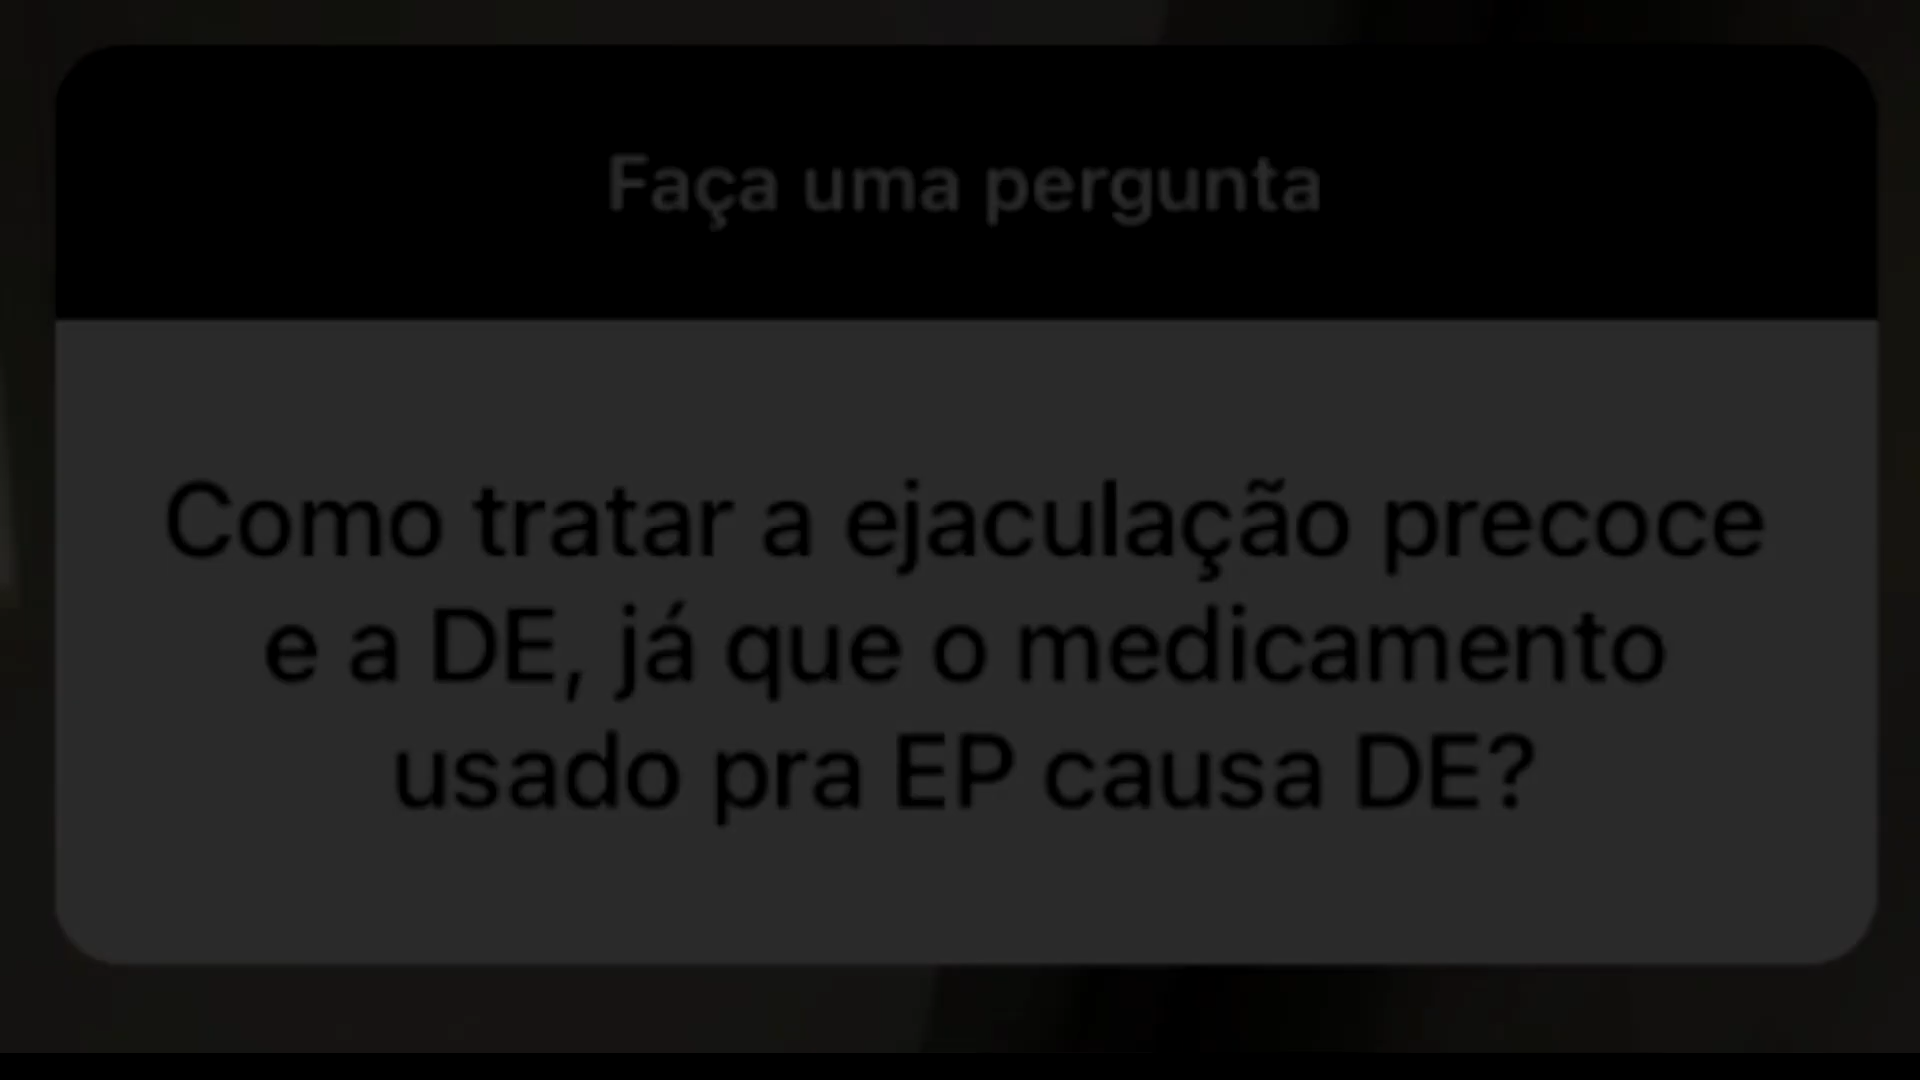 Faça uma pergunta
Como tratar a ejaculação precoce
e a DE, já que o medicamento
usado pra EP causa DE?